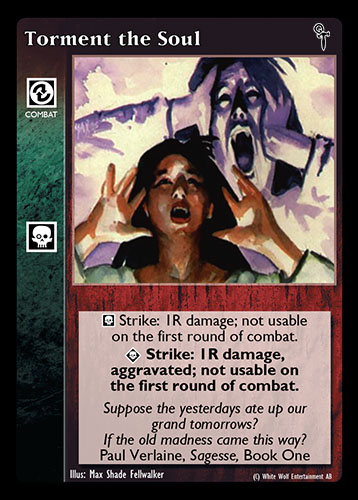 Torment the Soul
COMBAT
Strike: 1R damage; not usable
on the first round of combat.
Strike: 1R damage,
aggravated; not usable on
the first round of combat.
Suppose the yesterdays ate up our
grand tomorrows?
If the old madness came this way?
Paul Verlaine, Sagesse, Book One
Illus: Max Shade Fellwalker
(C) White Wolf Entertainment AB